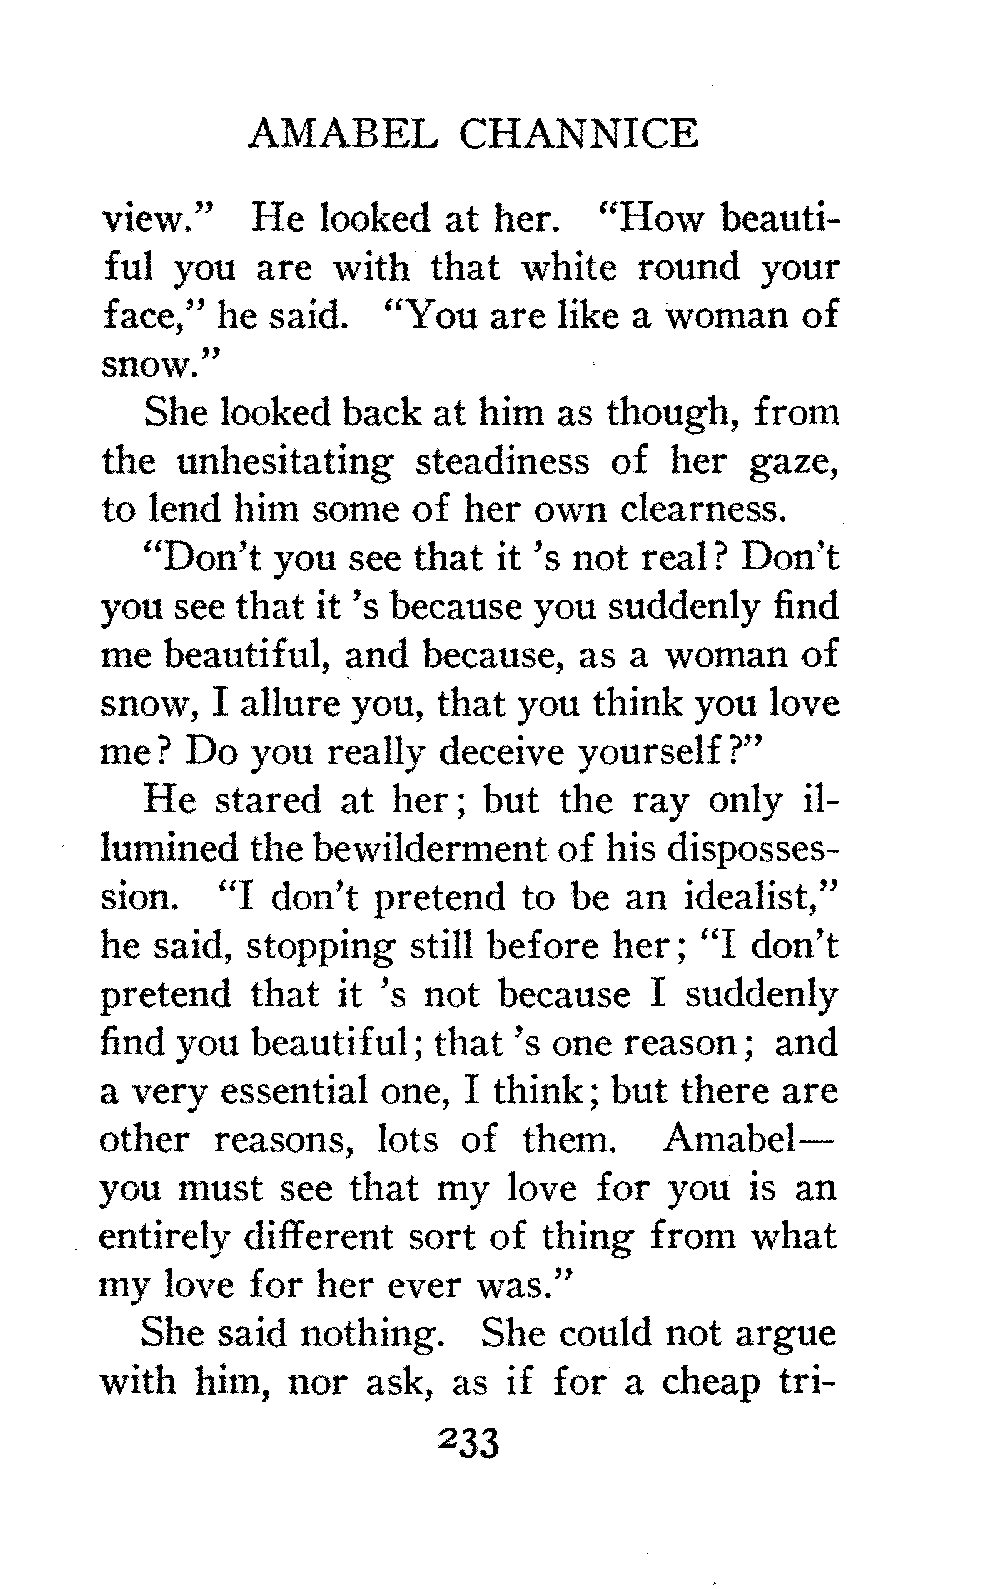 AMABEL CHANNICE
view." He looked at her. "How beauti-
ful you are with that white round your
face," he said. "You are like a woman of
snow."
She looked back at him as though, from
the unhesitating steadiness of her gaze,
to lend him some of her own clearness.
"Don't you see that it 's not real? Don't
you see that it 's because you suddenly find
me beautiful, and because, as a woman of
snow, I allure you, that you think you love
me? Do you really deceive yourself?"
He stared at her; but the ray only il-
lumined the bewilderment of his disposses-
sion. "I don't pretend to be an idealist,"
he said, stopping still before her; "I don't
pretend that it 's not because I suddenly
find you beautiful; that 's one reason; and
a very essential one, I think; but there are
other reasons, lots of them. Amabel—
you must see that my love for you is an
entirely different sort of thing from what
my love for her ever was."
She said nothing. She could not argue
with him, nor ask, as if for a cheap tri-
233